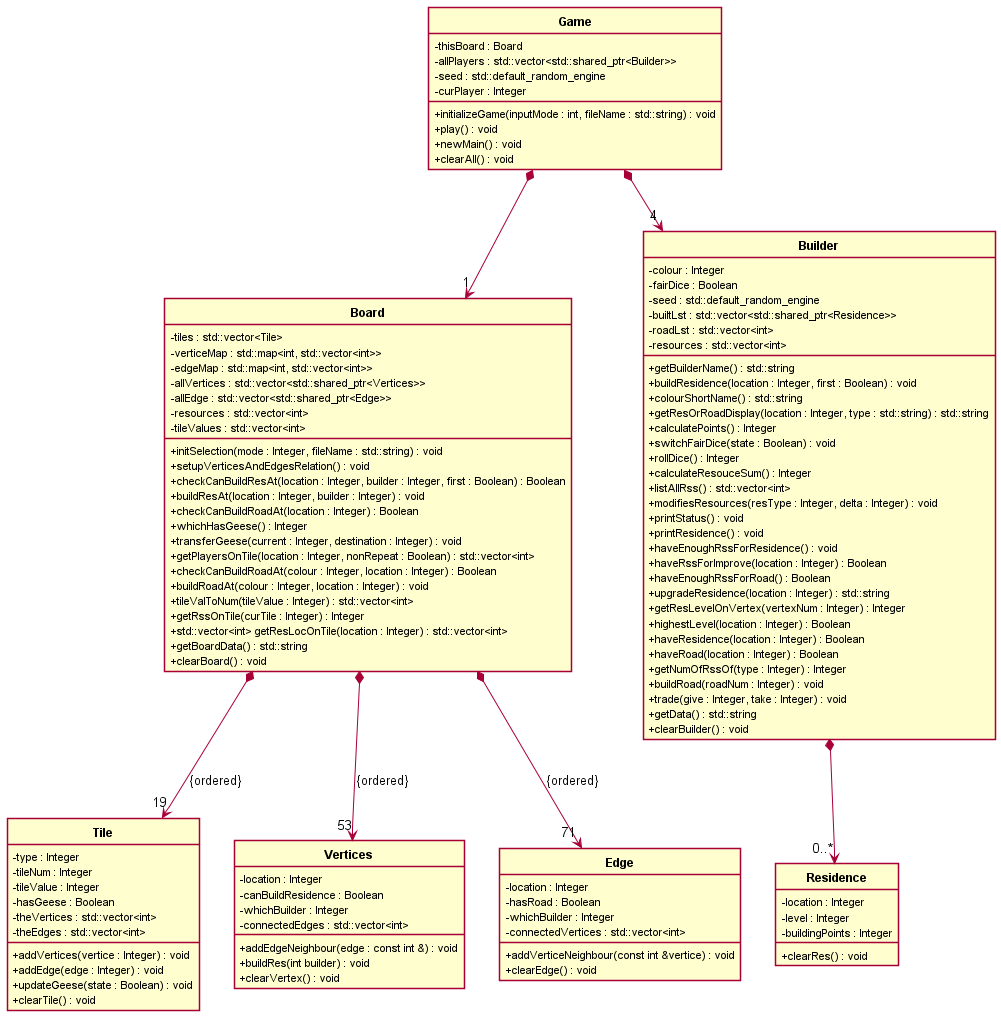 Game
-thisBoard : Board
-allPlayers : std::vector<std::shared_ptr<Builder>>
-seed : std::default_random_engine
-curPlayer : Integer
+initializeGame(inputMode : int, fileName : std::string) : void
+play() : void
+newMain() : void
+clearAll() : void
1
4
Board
-tiles : std::vector<Tile>
-verticeMap : std::map<int, std::vector<int>>
-edgeMap : std::map<int, std::vector<int>>
-allVertices : std::vector<std::shared_ptr<Vertices>>
-allEdge : std::vector<std::shared_ptr<Edge>>
-resources : std::vector<int>
-tileValues : std::vector<int>
+initSelection(mode : Integer, fileName : std::string) : void
+setupVerticesAndEdgesRelation() : void
+checkCanBuildResAt(location : Integer, builder : Integer, first : Boolean) : Boolean
+buildResAt(location : Integer, builder : Integer) : void
+checkCanBuildRoadAt(location : Integer) : Boolean
+whichHasGeese() : Integer
+transferGeese(current : Integer, destination : Integer) : void
+getPlayersOnTile(location : Integer, nonRepeat : Boolean) : std::vector<int>
+checkCanBuildRoadAt(colour : Integer, location : Integer) : Boolean
+buildRoadAt(colour : Integer, location : Integer) : void
+tileValToNum(tileValue : Integer) : std::vector<int>
+getRssOnTile(curTile : Integer) : Integer
+std::vector<int> getResLocOnTile(location : Integer) : std::vector<int>
+getBoardData() : std::string
+clearBoard() : void
Builder
-colour : Integer
-fairDice : Boolean
-seed : std::default_random_engine
-builtLst : std::vector<std::shared_ptr<Residence>>
-roadLst : std::vector<int>
-resources : std::vector<int>
+getBuilderName() : std::string
+buildResidence(location : Integer, first : Boolean) : void
+colourShortName() : std::string
+getResOrRoadDisplay(location : Integer, type : std::string) : std::string
+calculatePoints() : Integer
+switchFairDice(state : Boolean) : void
+rollDice() : Integer
+calculateResouceSum() : Integer
+listAllRss() : std::vector<int>
+modifiesResources(resType : Integer, delta : Integer) : void
+printStatus() : void
+printResidence() : void
+haveEnoughRssForResidence() : void
+haveRssForImprove(location : Integer) : Boolean
+haveEnoughRssForRoad() : Boolean
+upgradeResidence(location : Integer) : std::string
+getResLevelOnVertex(vertexNum : Integer) : Integer
+highestLevel(location : Integer) : Boolean
+haveResidence(location : Integer) : Boolean
+haveRoad(location : Integer) : Boolean
+getNumOfRssOf(type : Integer) : Integer
+buildRoad(roadNum : Integer) : void
+trade(give : Integer, take : Integer) : void
+getData() : std::string
+clearBuilder() : void
{ordered}
{ordered}
{ordered}
19
53
71
0..*
Tile
-type : Integer
-tileNum : Integer
-tileValue : Integer
-hasGeese : Boolean
-theVertices : std::vector<int>
-theEdges : std::vector<int>
+addVertices(vertice : Integer) : void
+addEdge(edge : Integer) : void
+updateGeese(state : Boolean) : void
+clearTile() : void
Vertices
-location : Integer
-canBuildResidence : Boolean
-whichBuilder : Integer
-connectedEdges : std::vector<int>
+addEdgeNeighbour(edge : const int &) : void
+buildRes(int builder) : void
+clearVertex() : void
Edge
-location : Integer
-hasRoad : Boolean
-whichBuilder : Integer
-connectedVertices : std::vector<int>
+addVerticeNeighbour(const int &vertice) : void
+clearEdge() : void
Residence
-location : Integer
-level : Integer
-buildingPoints : Integer
+clearRes() : void